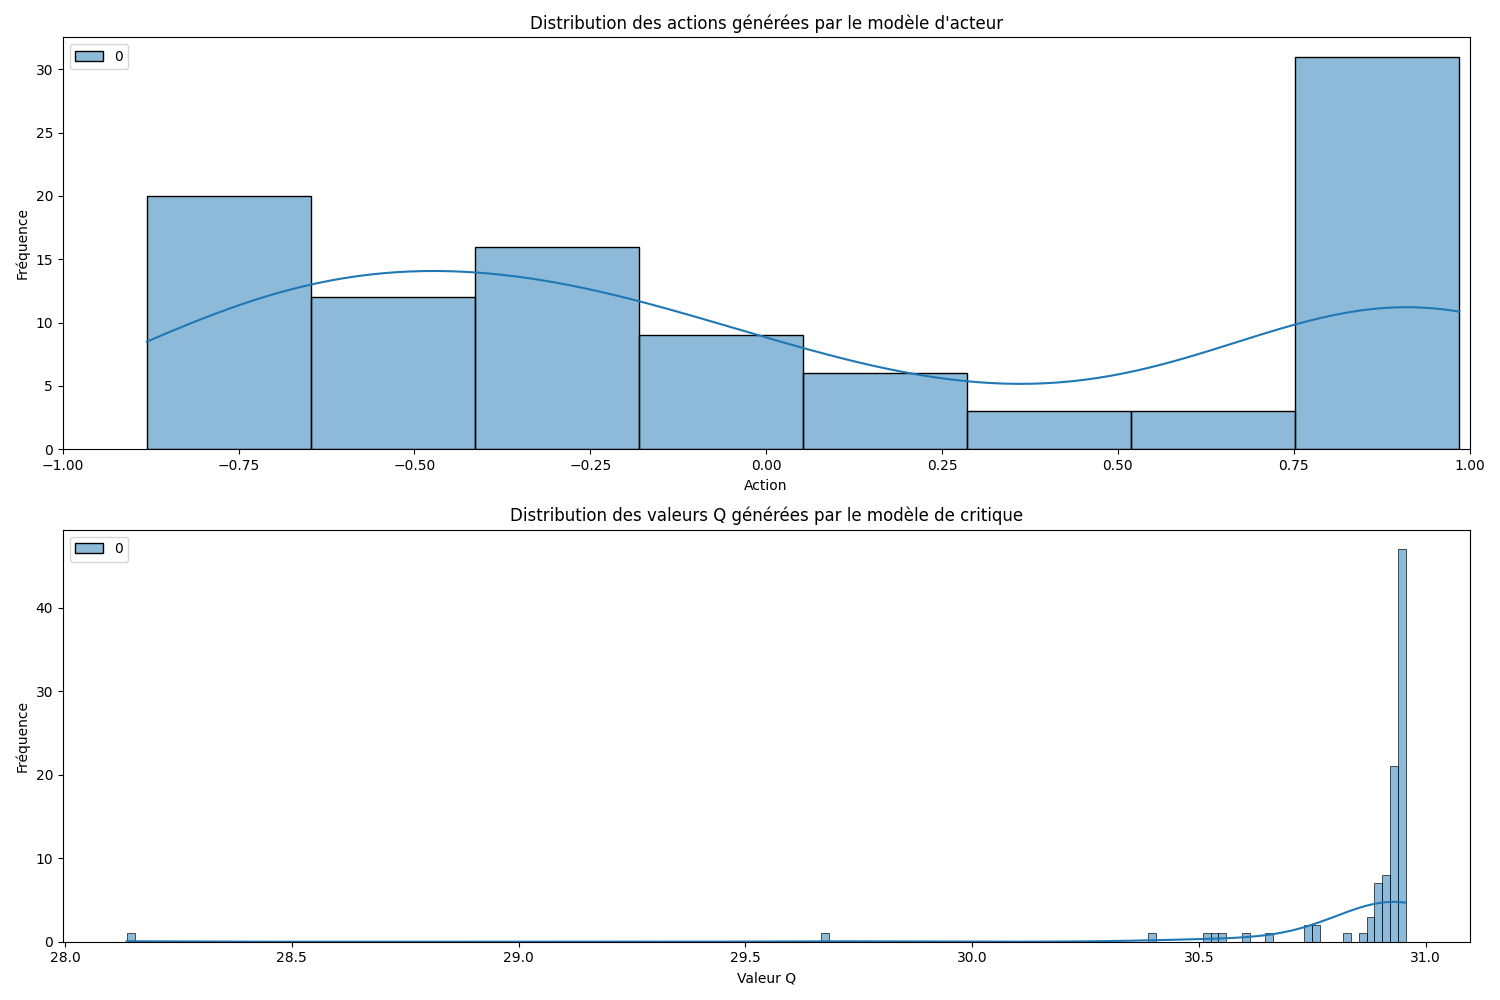 Distribution des actions générées par le modèle d'acteur
0
30
25
20
15
10
5
0
Fréquence
−1.00 −0.75 −0.50 −0.25 0.00 0.25 0.50 0.75 1.00
Action
Distribution des valeurs Q générées par le modèle de critique
0
40
30
20
10
0
Fréquence
28.0 28.5 29.0 29.5 30.0 30.5 31.0
Valeur Q